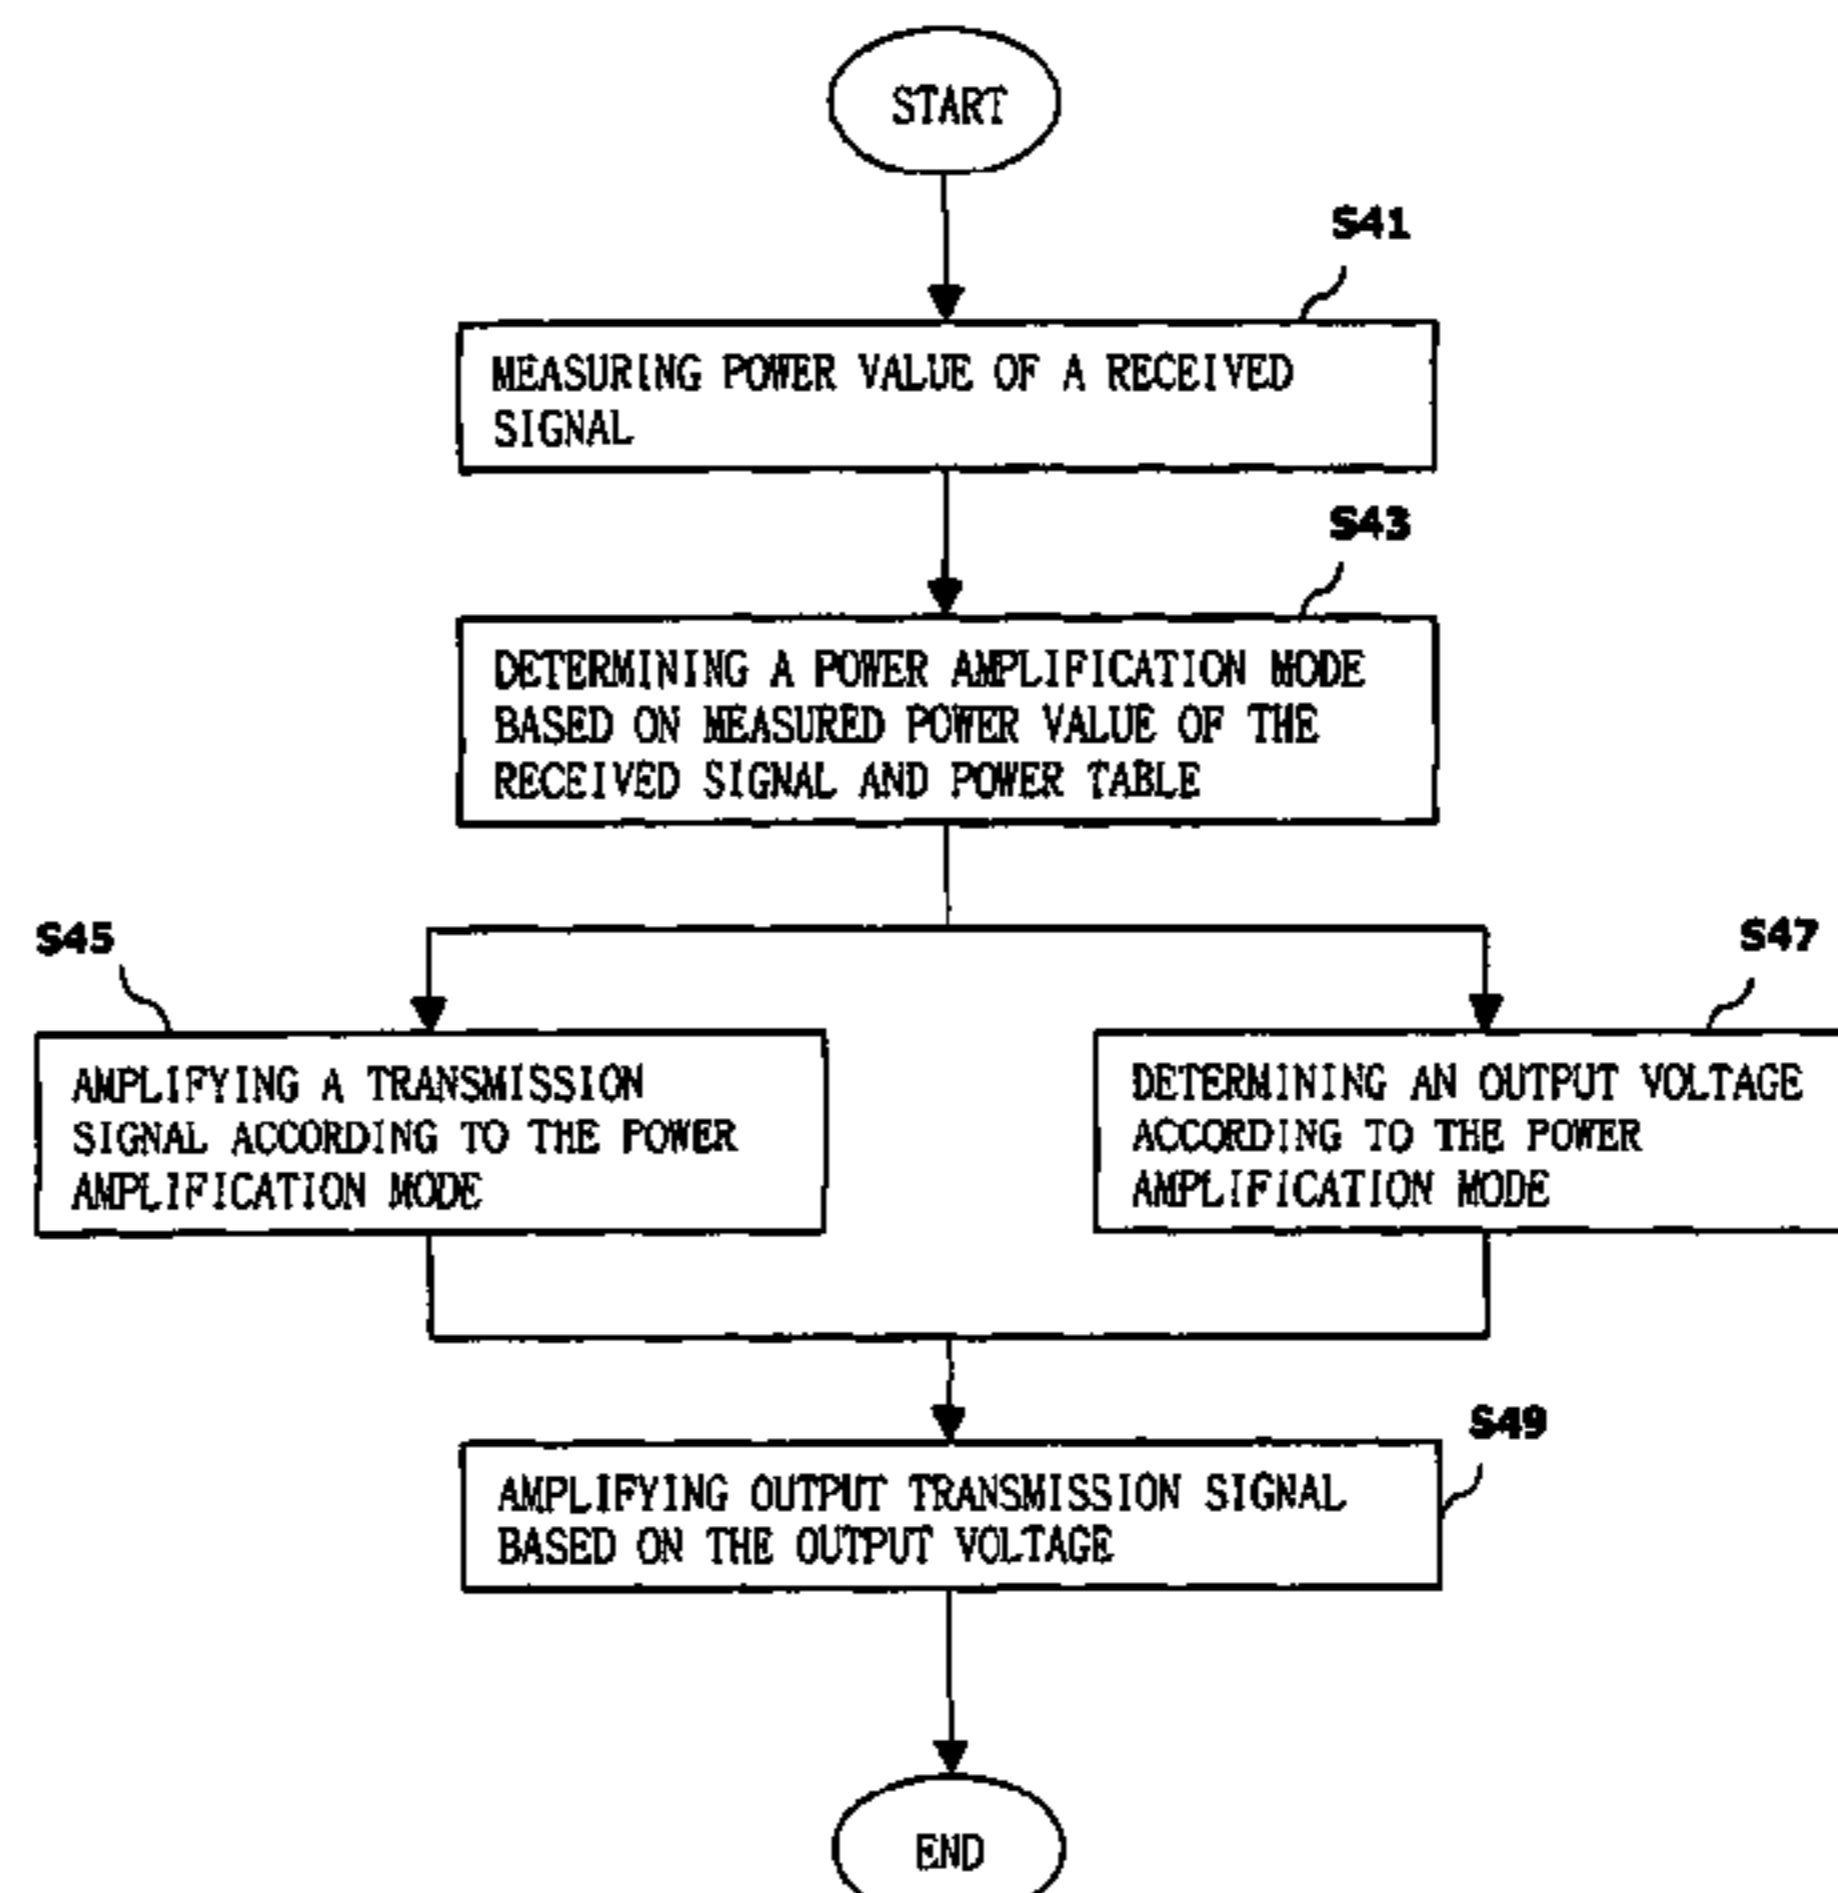 START
S41
MEASURING POWER VALUE OF A RECEIVED
SIGNAL
S43
DETERMINING A POWER AMPLIFICATION MODE
BASED ON MEASURED POWER VALUE OF THE
RECEIVED SIGNAL AND POWER TABLE
S45
AMPLIFYING A TRANSMISSION
SIGNAL ACCORDING TO THE POWER
AMPLIFICATION MODE
S47
DETERMINING AN OUTPUT VOLTAGE
ACCORDING TO THE POWER
AMPLIFICATION MODE
S49
AMPLIFYING OUTPUT TRANSMISSION SIGNAL
BASED ON THE OUTPUT VOLTAGE
END